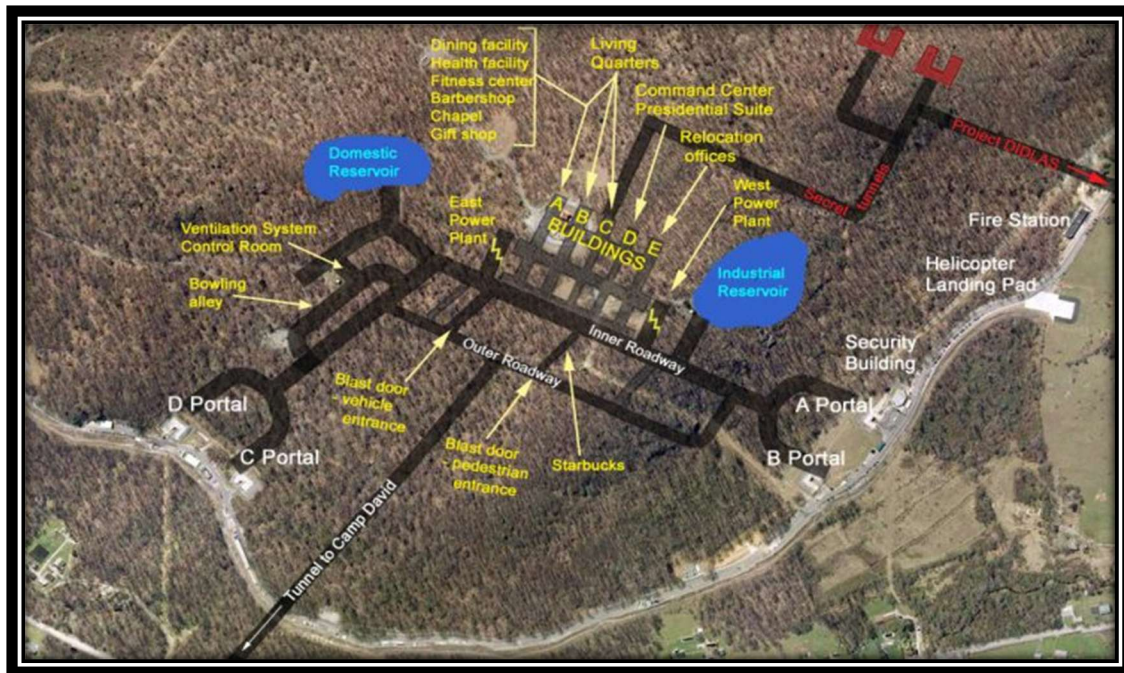 Dining facility
Health facility
Fitness center
Barbershop
Chapel
Gift shop
Living
Quarters
Command Center
Presidential Suite
Relocation
offices
Project DIDLAS
Secret tunnels
Domestic
Reservoir
East
Power
Plant
A B C D E
BUILDINGS
West
Power
Plant
Fire Station
Ventilation System
Control Room
Bowling
alley
Industrial
Reservoir
Helicopter
Landing Pad
Inner Roadway
Outer Roadway
Security
Building
Blast door
- vehicle
entrance
D Portal
A Portal
C Portal
Blast door
- pedestrian
entrance
Starbucks
B Portal
Tunnel to Camp David